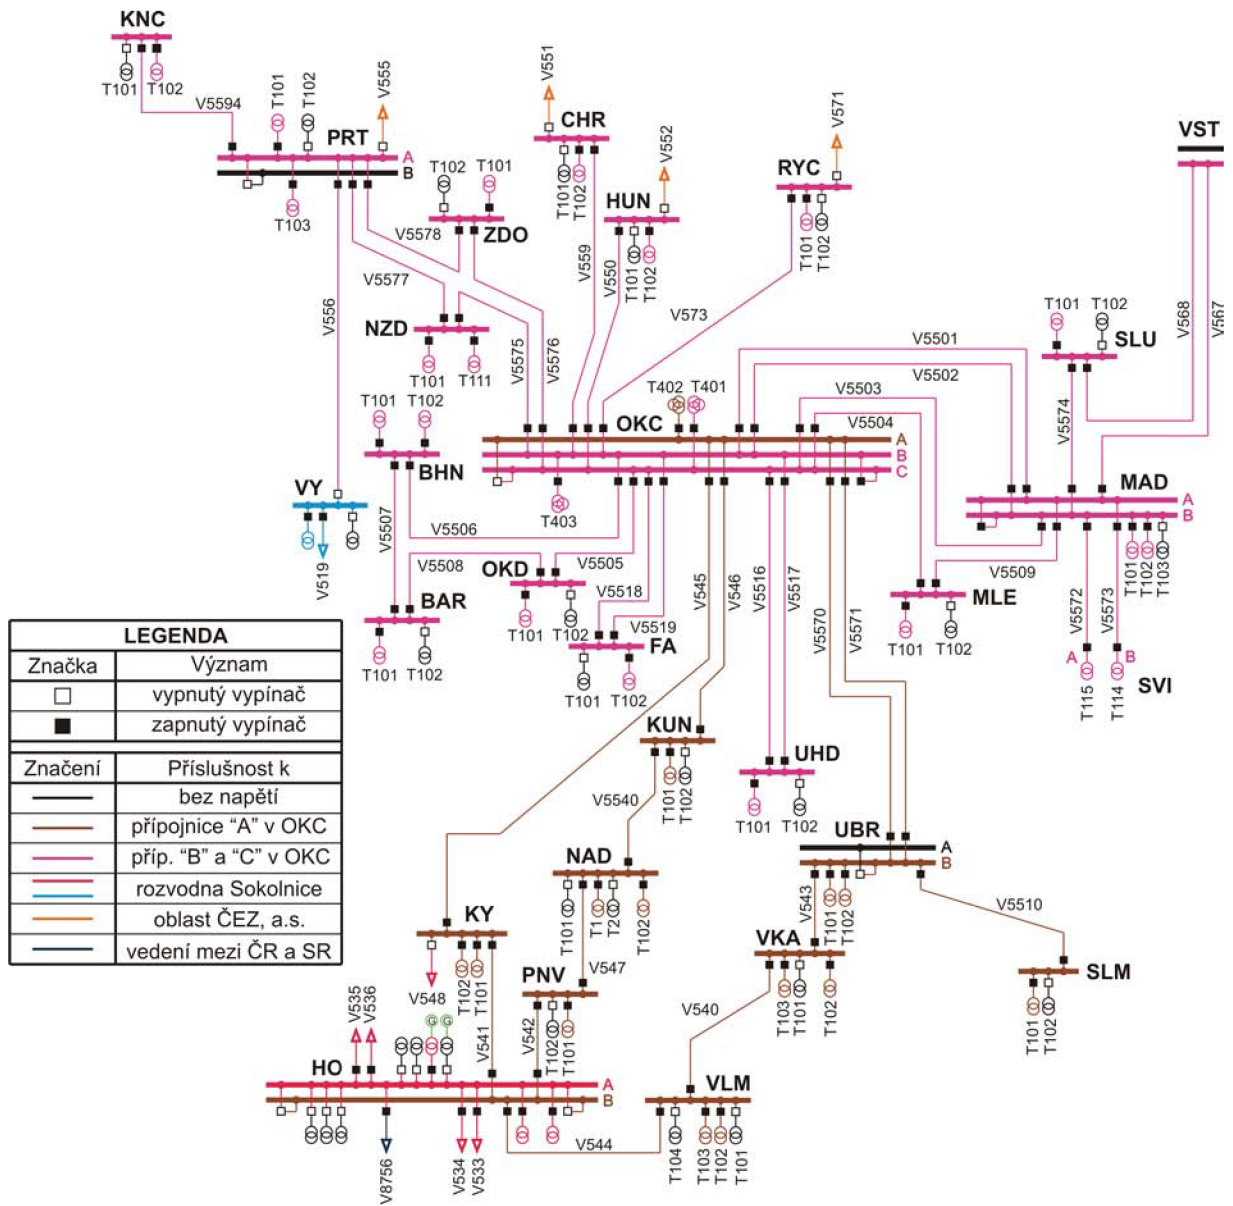 KNC
T101
T102
V5594
T101
T102
V555
PRT
A
B
T103
V551
CHR
T101
T102
V552
HUN
T101
T102
V571
RYC
T101
T102
VST
T102
T101
ZDO
V5578
V5577
V556
NZD
T101
T111
V5575
V5576
V559
V550
V573
V5501
V5502
V5503
V5504
T402
T401
OKC
A
B
C
T403
T101
T102
SLU
V568
V567
V5574
MAD
A
B
T101
T102
T103
T101
T102
BHN
VY
V519
V5507
V5506
V5508
BAR
T101
T102
OKD
V5505
T101
T102
V5518
V5519
FA
T101
T102
V545
V546
V5516
V5517
V5570
V5571
V5509
MLE
T101
T102
V5572
V5573
A
B
T115
T114
SVI
LEGENDA
Značka
Význam
vypnutý vypínač
zapnutý vypínač
Značení
Příslušnost k
bez napětí
přípojnice "A" v OKC
příp. "B" a "C" v OKC
rozvodna Sokolnice
oblast ČEZ, a.s.
vedení mezi ČR a SR
KUN
T101
T102
V5540
UHD
T101
T102
UBR
A
B
T101
T102
V543
V5510
SLM
T101
T102
NAD
T101
T1
T2
T102
V547
KY
V548
T102
T101
V541
PNV
V542
T102
T101
VKA
T103
T101
T102
V540
V535
V536
G
G
HO
A
B
V8756
V534
V533
V544
VLM
T104
T103
T102
T101